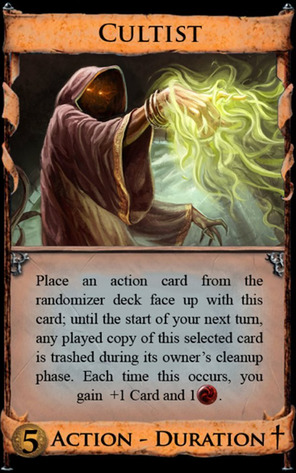 CULTIST
Place an action card from the
randomizer deck face up with this
card; until the start of your next turn,
any played copy of this selected card
is trashed during its owner's cleanup
phase. Each time this occurs, you
gain +1 Card and 1 .
5 ACTION - DURATION†